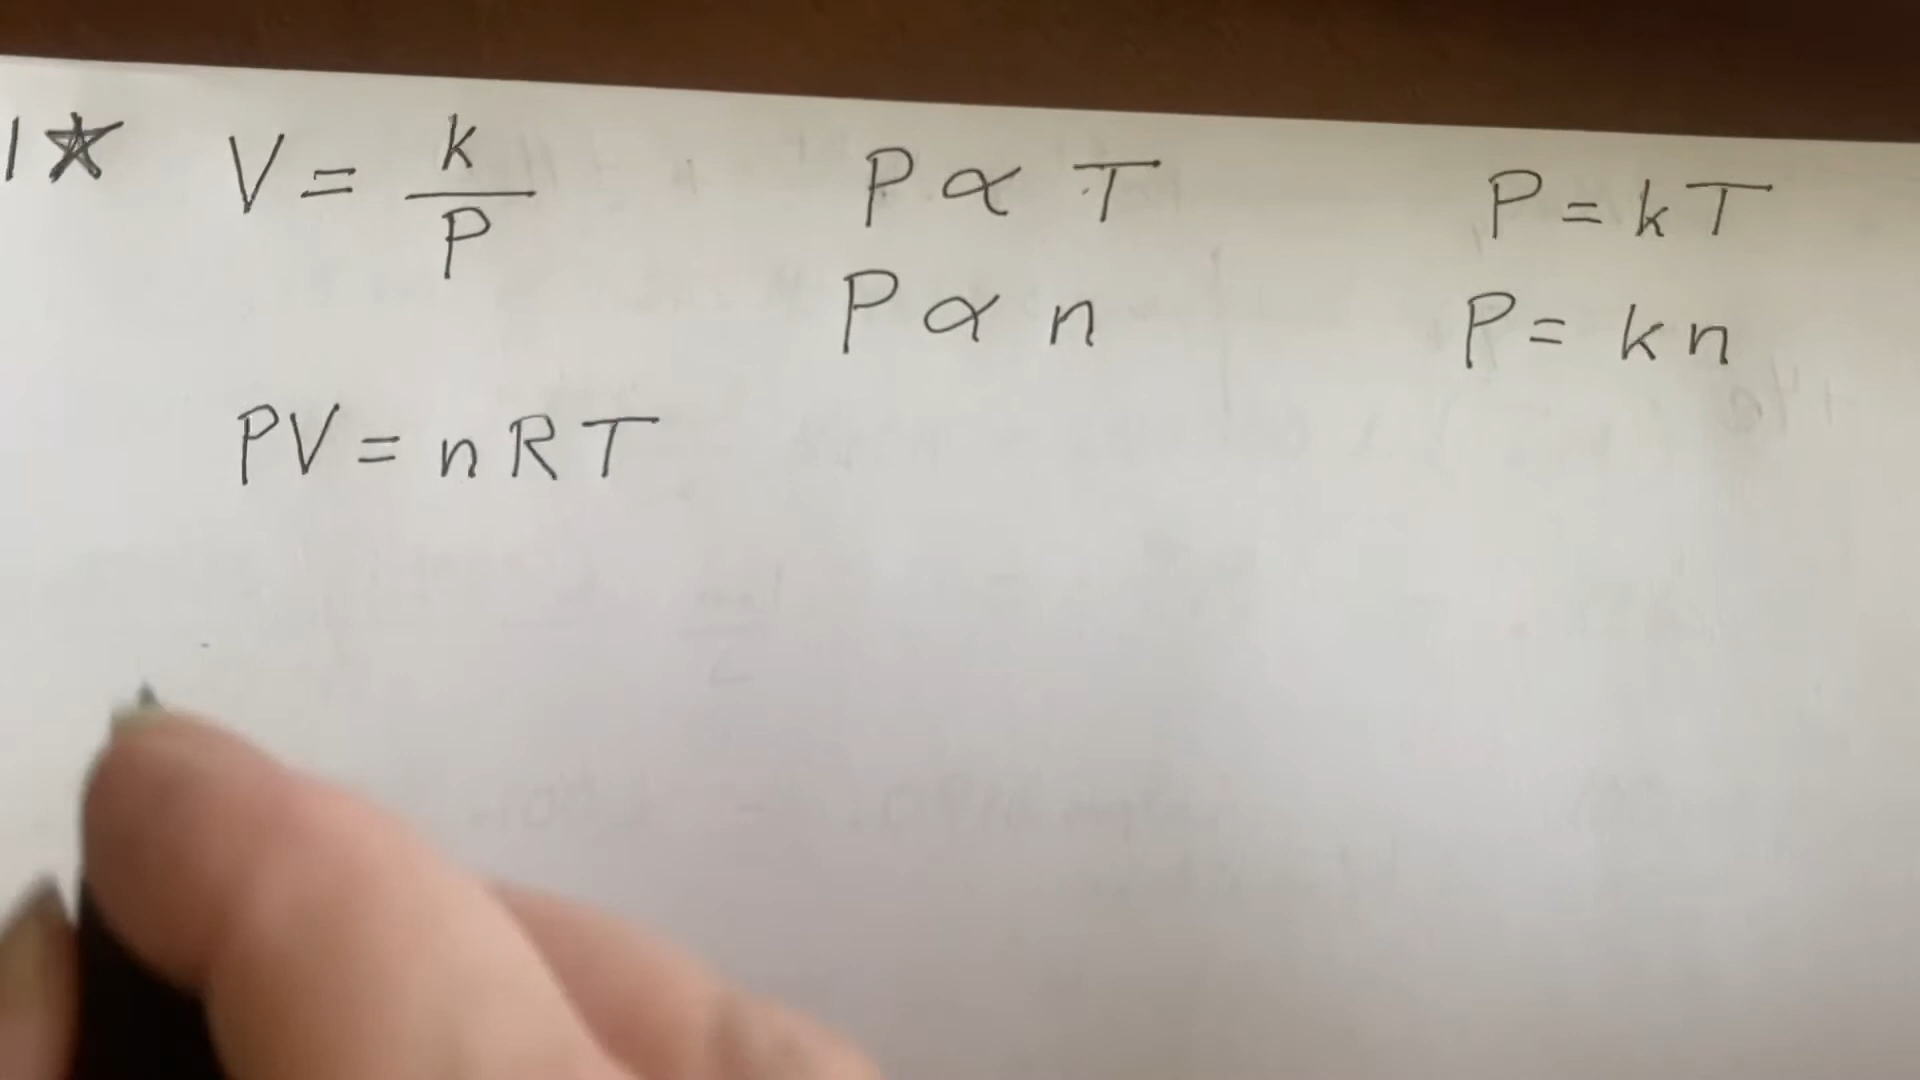 1☆ V = k/P P ∝ T P = kT
P ∝ n P = kn
PV = nRT